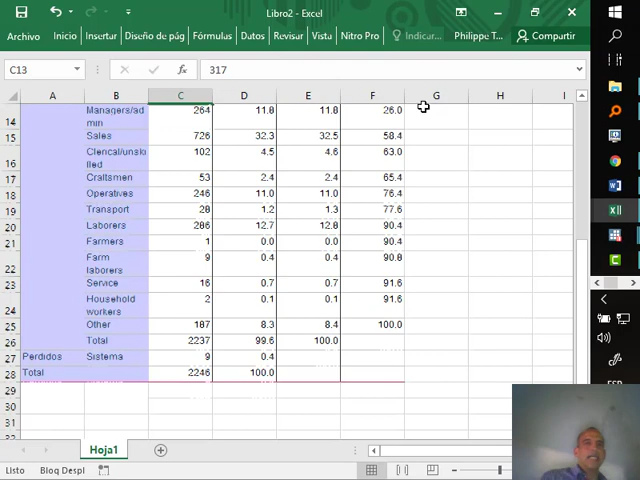 Libro2 - Excel
Archivo Inicio Insertar Diseño de pág Fórmulas Datos Revisar Vista Nitro Pro Indicar... Philippe T... Compartir
C13 fx 317
A B C D E F G H I
14 Managers/ad
min 264 11.8 11.8 26.0
15 Sales 726 32.3 32.5 58.4
16 Clencal/unski
lled 102 4.5 4.6 63.0
17 Craftsmen 53 2.4 2.4 65.4
18 Operatives 246 11.0 11.0 76.4
19 Transport 28 1.2 1.3 77.6
20 Laborers 286 12.7 12.8 90.4
21 Farmers 1 0.0 0.0 90.4
22 Farm
laborers 9 0.4 0.4 90.8
23 Service 16 0.7 0.7 91.6
24 Household
workers 2 0.1 0.1 91.6
25 Other 187 8.3 8.4 100.0
26 Total 2237 99.6 100.0
27 Perdidos Sistema 9 0.4
28 Total 2246 100.0
29
30
31
Hoja1
Listo Bloq Despl